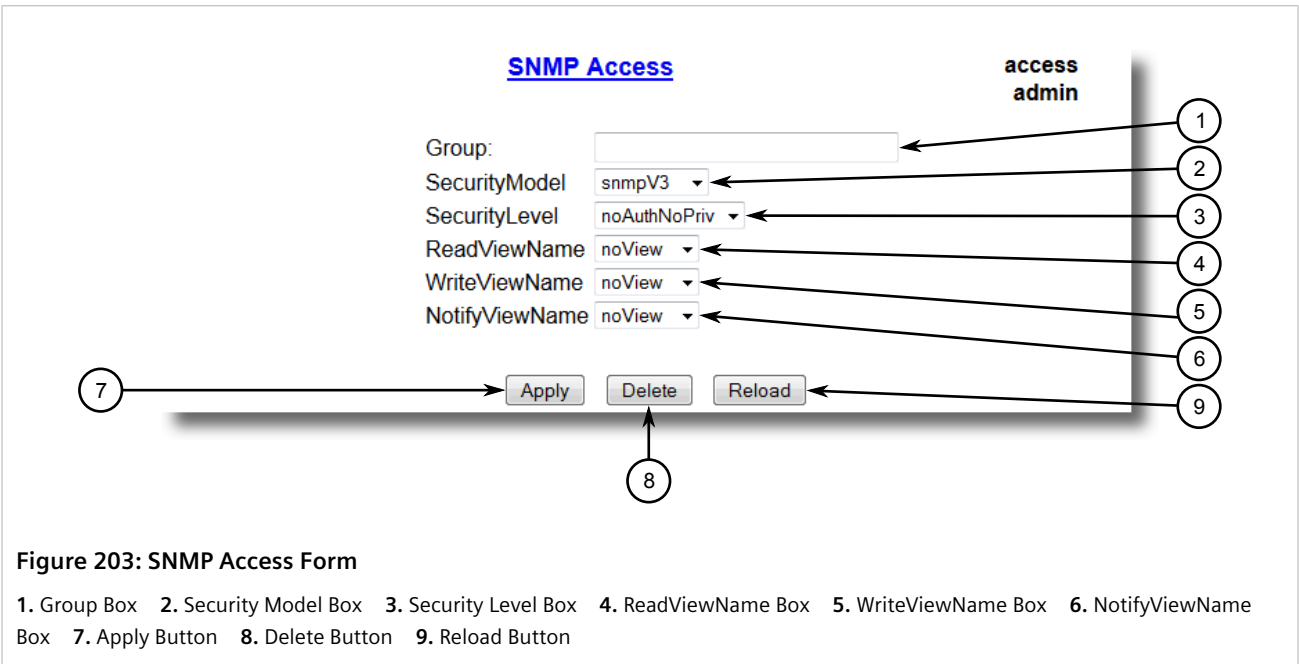 SNMP Access
access
admin
1
Group:
2
SecurityModel snmpV3
3
SecurityLevel noAuthNoPriv
4
ReadViewName noView
5
WriteViewName noView
6
NotifyViewName noView
7
Apply Delete Reload
9
8
Figure 203: SNMP Access Form
1. Group Box 2. Security Model Box 3. Security Level Box 4. ReadViewName Box 5. WriteViewName Box 6. NotifyViewName
Box 7. Apply Button 8. Delete Button 9. Reload Button